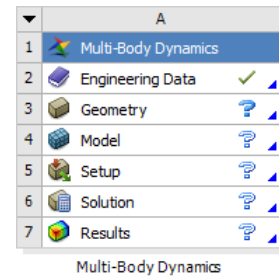 A
1 Multi-Body Dynamics
2 Engineering Data
3 Geometry ?
4 Model ?
5 Setup ?
6 Solution ?
7 Results ?
Multi-Body Dynamics